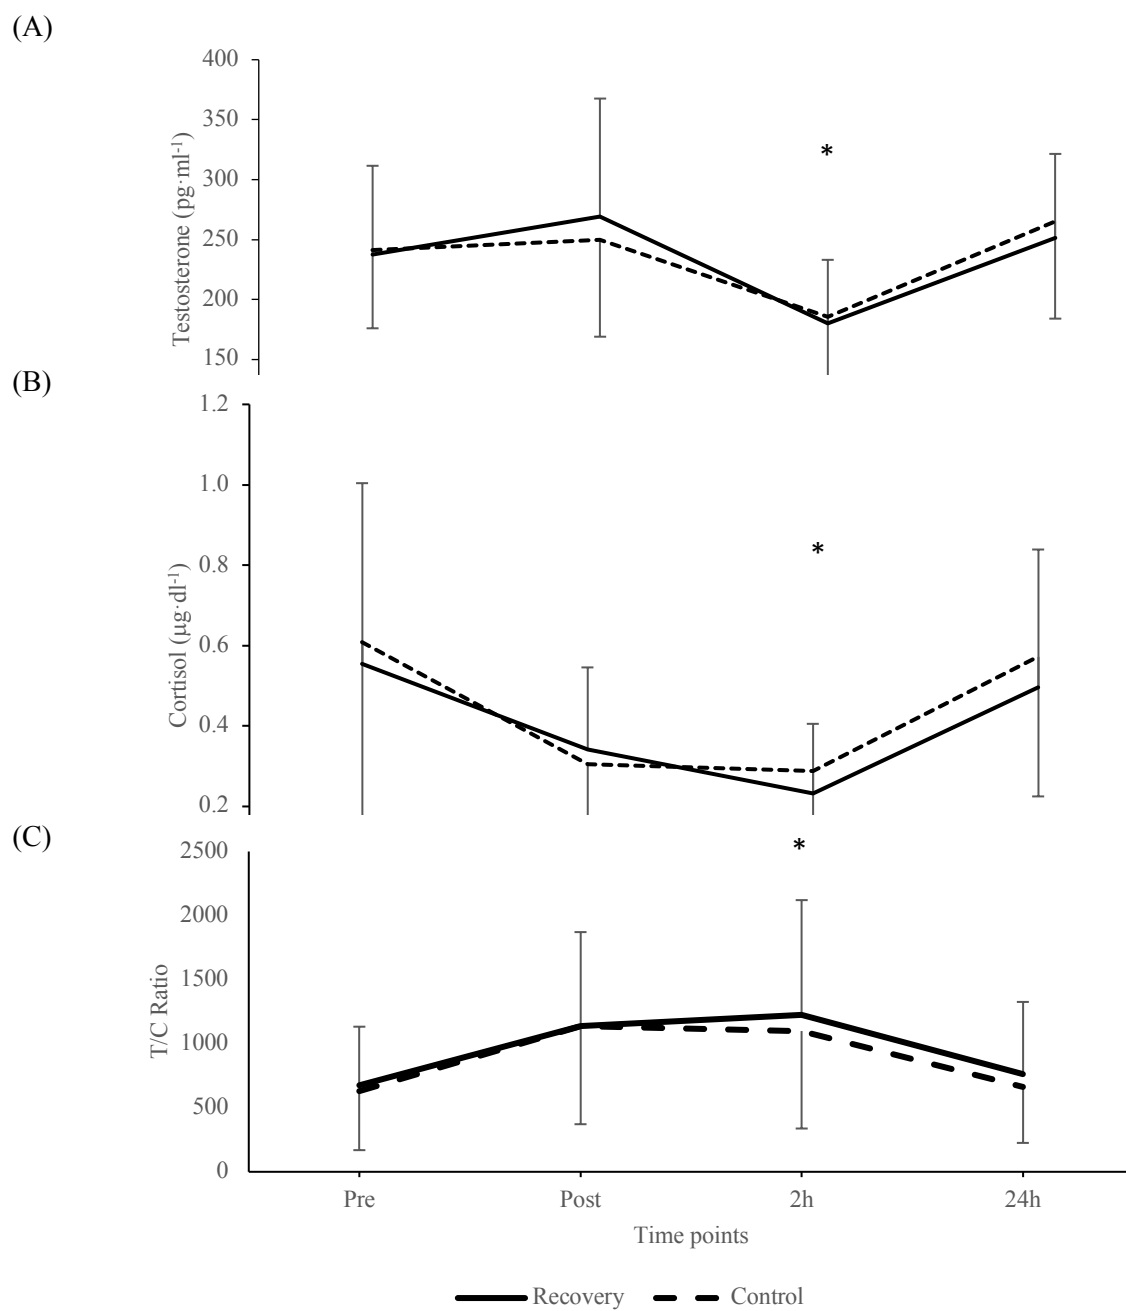 (A)
400
350
*
300
250
200
150
Testosterone (pg·ml⁻¹)
(B)
1.2
1.0
0.8
*
0.6
0.4
0.2
Cortisol (µg·dl⁻¹)
(C)
2500
*
2000
1500
1000
500
0
T/C Ratio
Pre Post 2h 24h
Time points
Recovery Control